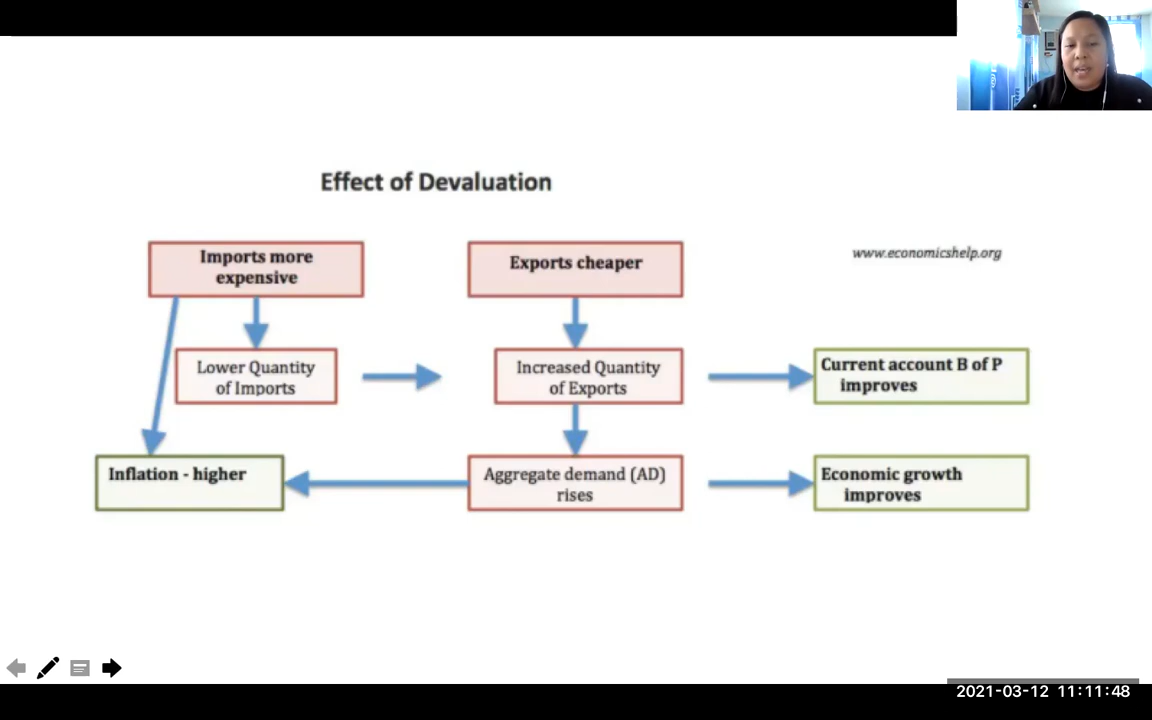 Effect of Devaluation
Imports more
expensive
Exports cheaper
www.economicshelp.org
Lower Quantity
of Imports
Increased Quantity
of Exports
Current account B of P
improves
Inflation - higher
Aggregate demand (AD)
rises
Economic growth
improves
2021-03-12 11:11:48